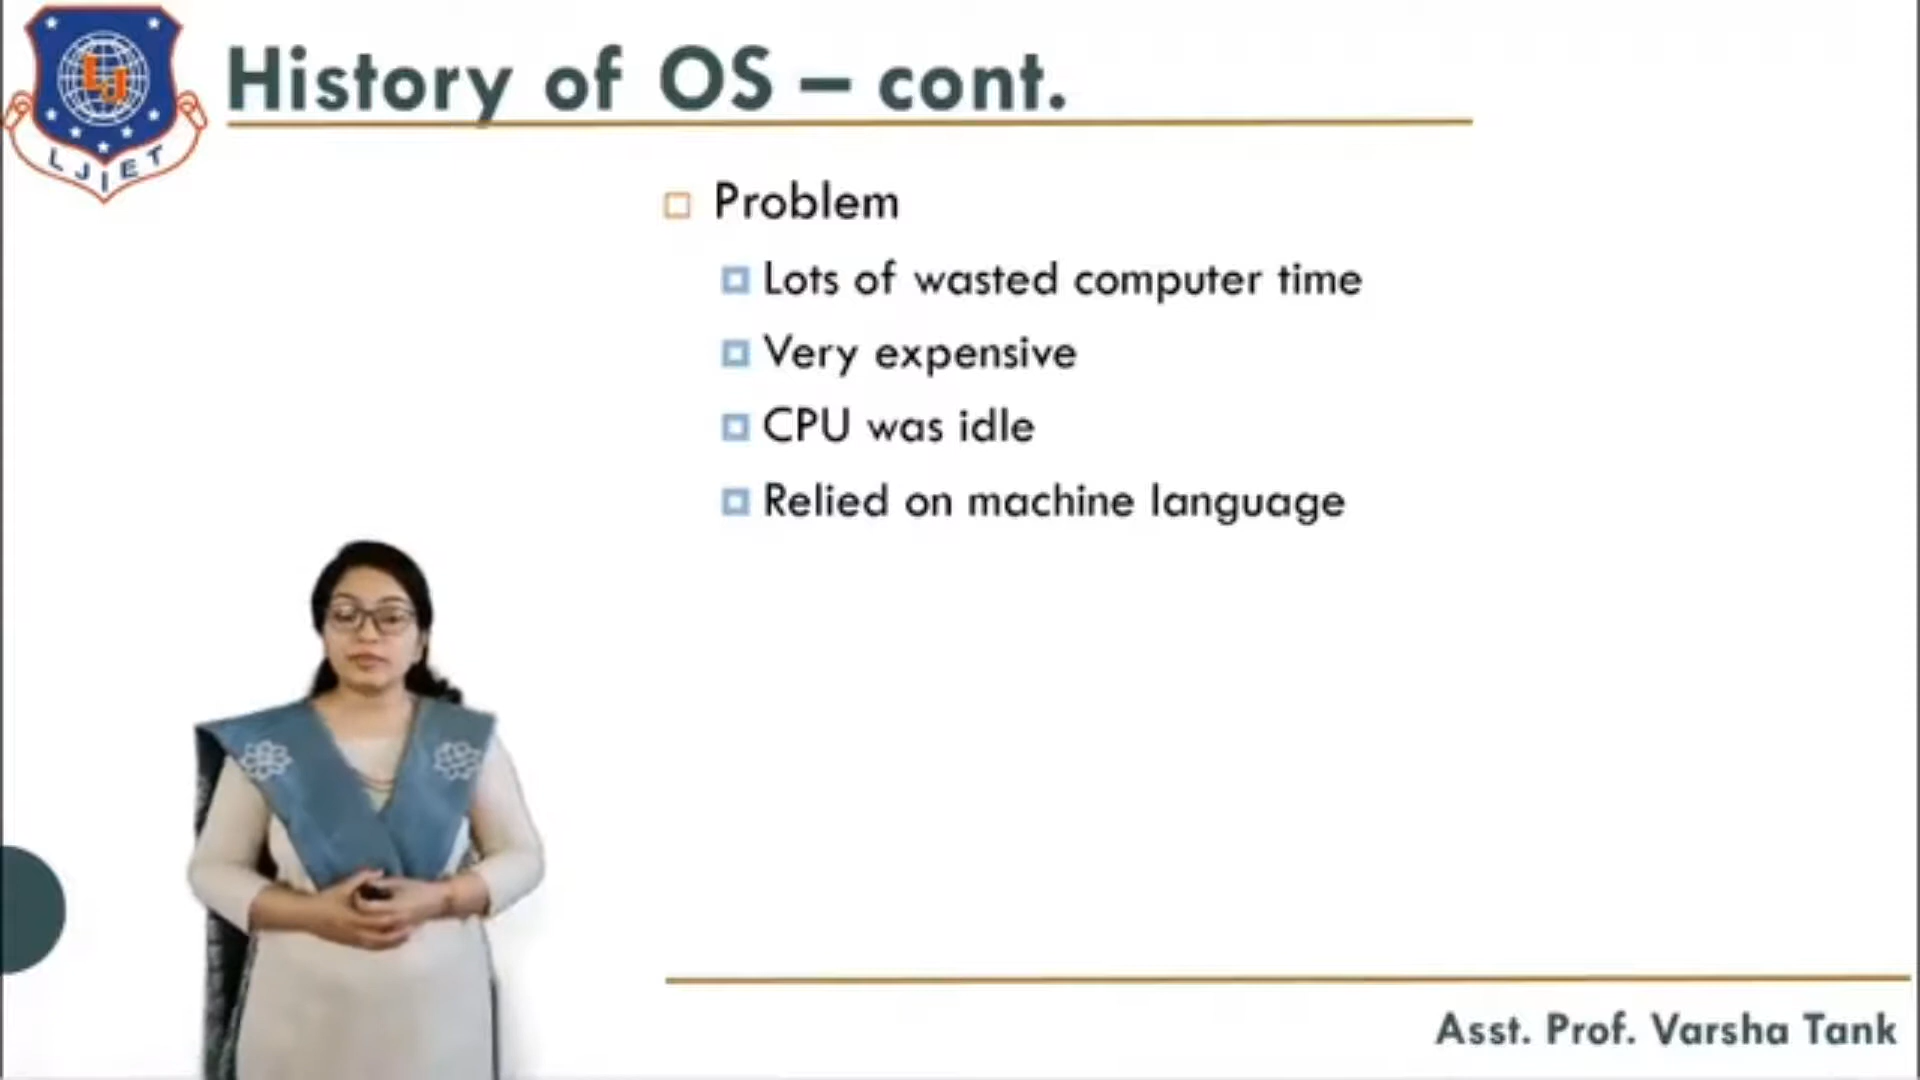 LJIET
History of OS – cont.
Problem
Lots of wasted computer time
Very expensive
CPU was idle
Relied on machine language
Asst. Prof. Varsha Tank